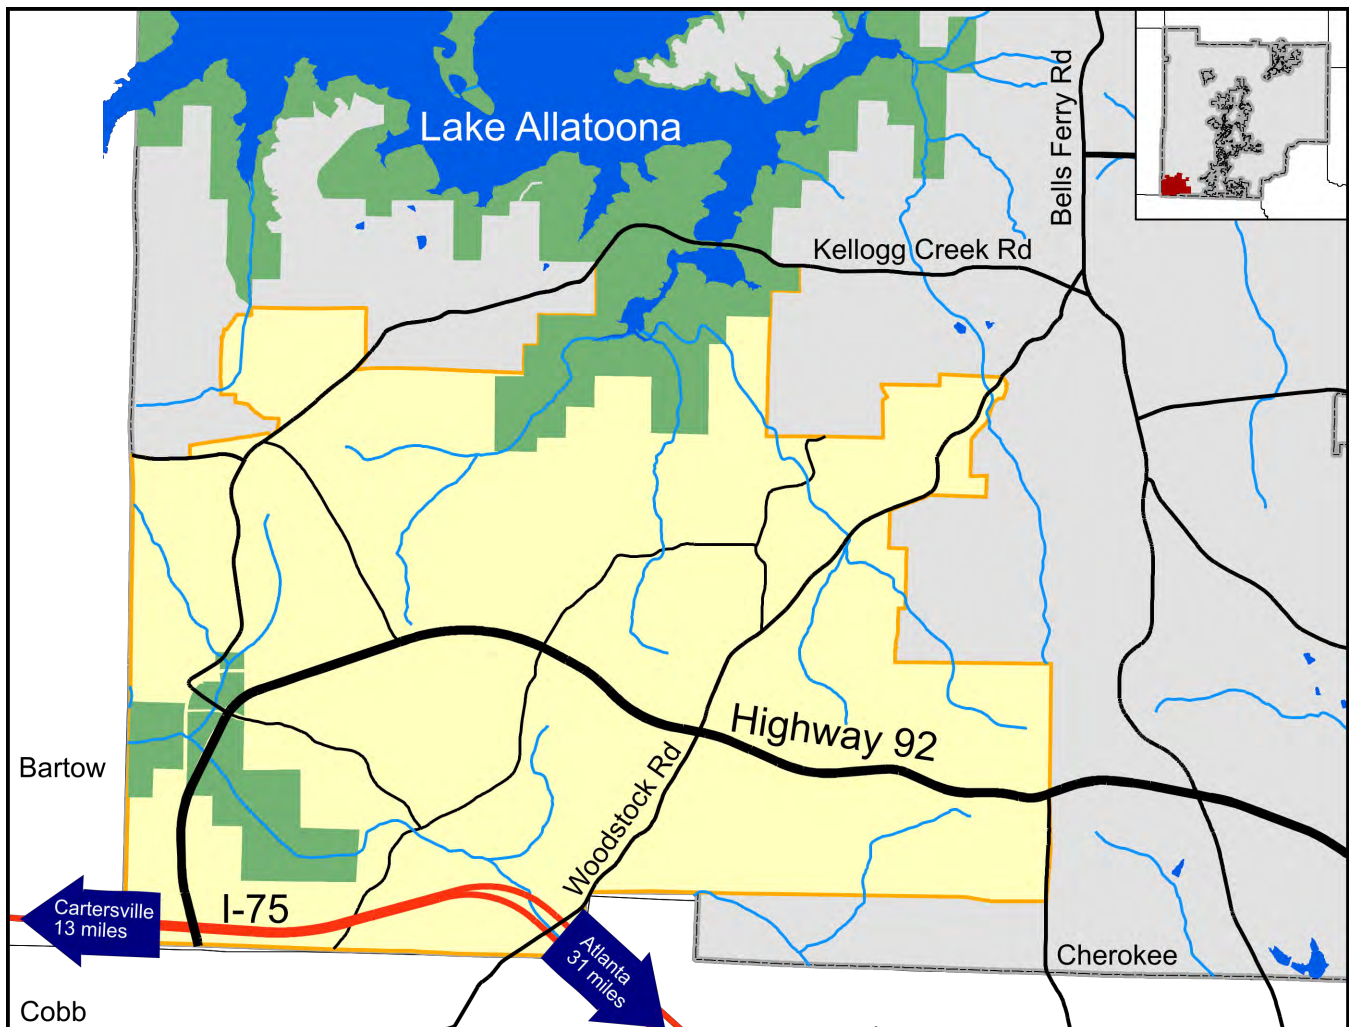 Lake Allatoona
Bells Ferry Rd
Kellogg Creek Rd
Highway 92
Woodstock Rd
Bartow
I-75
Cartersville
13 miles
Atlanta
31 miles
Cherokee
Cobb